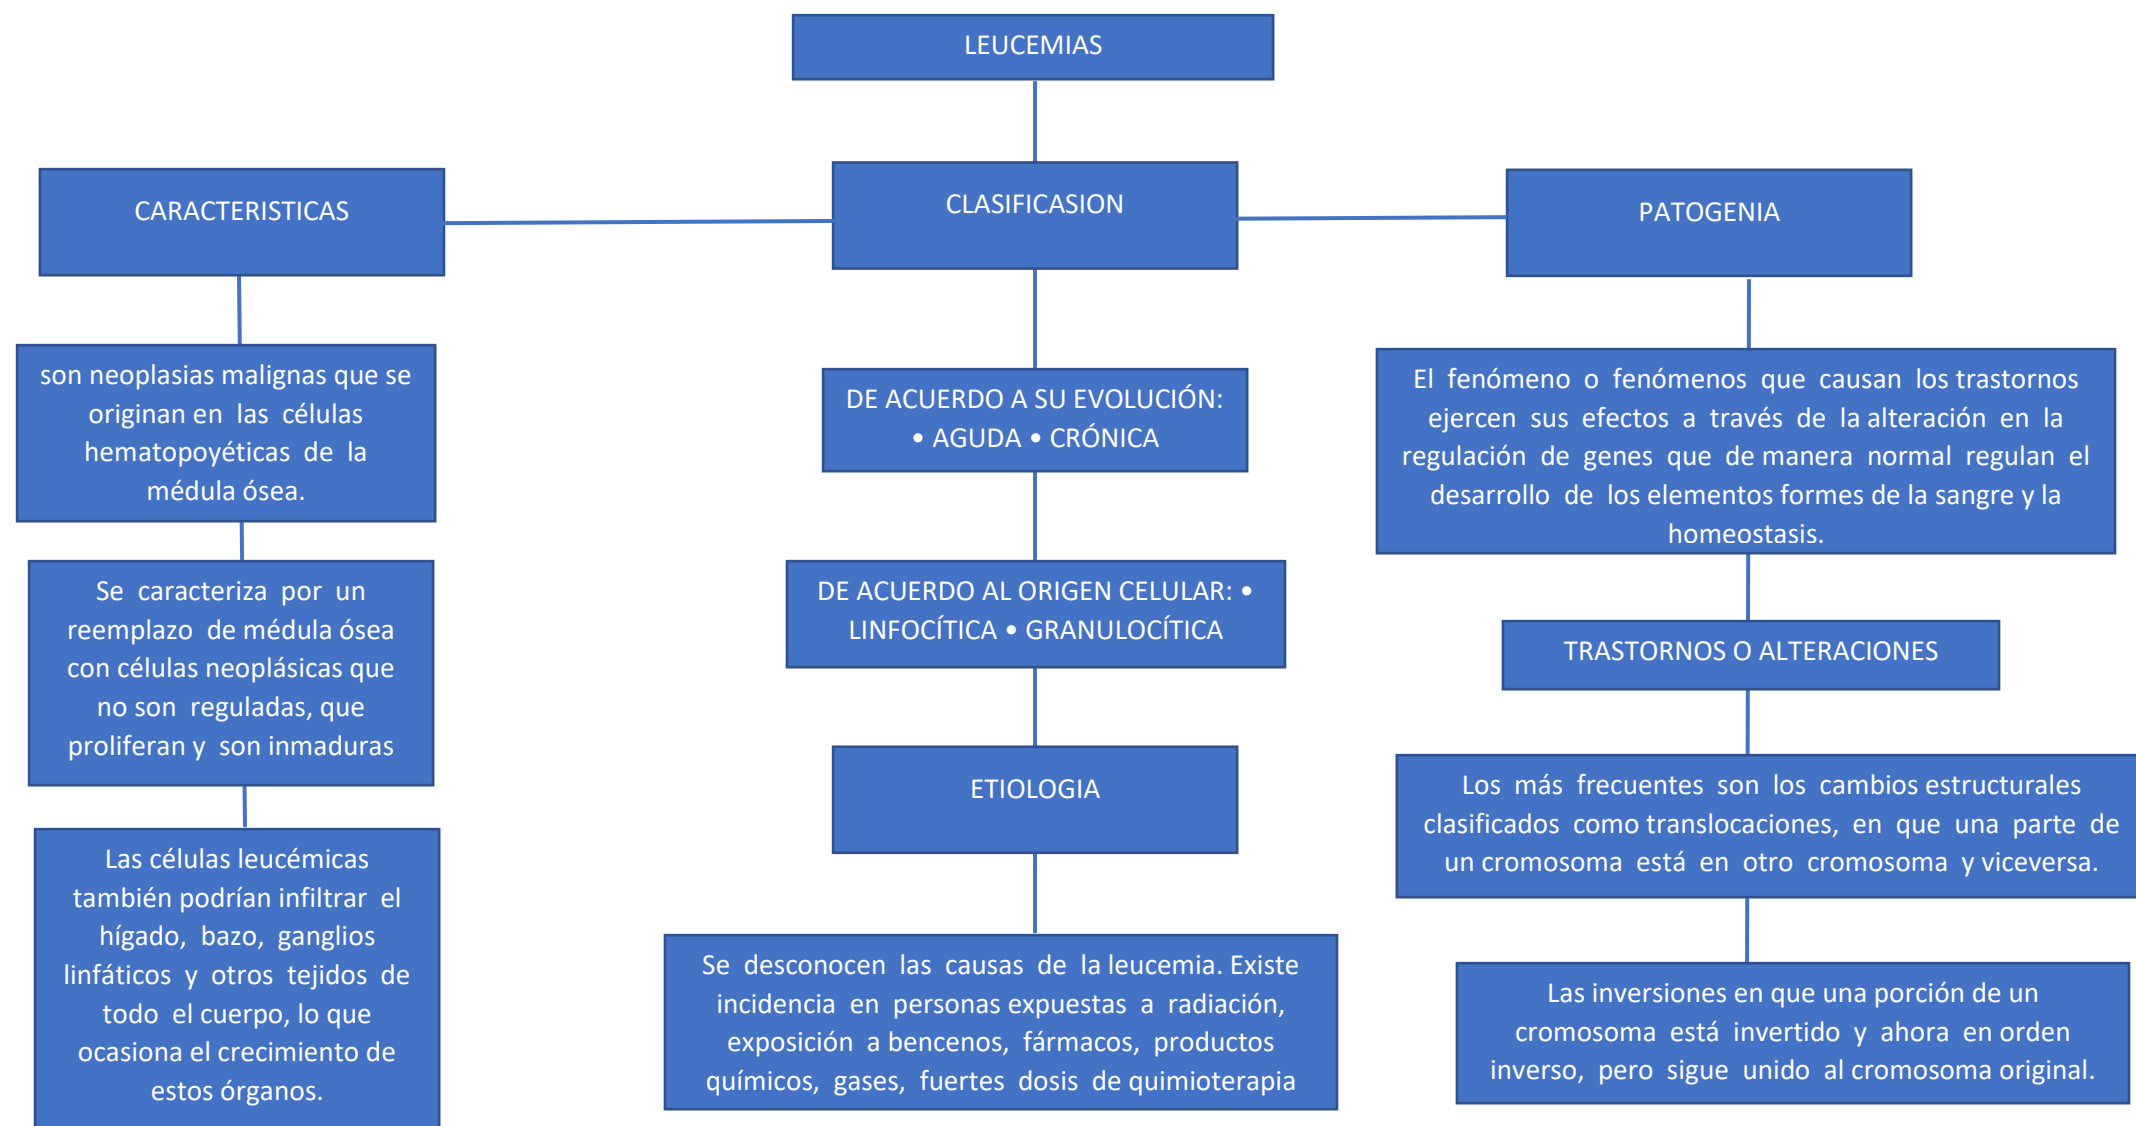 LEUCEMIAS
CARACTERISTICAS
CLASIFICASION
PATOGENIA
son neoplasias malignas que se
originan en las células
hematopoyéticas de la
médula ósea.
Se caracteriza por un
reemplazo de médula ósea
con células neoplásicas que
no son reguladas, que
proliferan y son inmaduras
Las células leucémicas
también podrían infiltrar el
hígado, bazo, ganglios
linfáticos y otros tejidos de
todo el cuerpo, lo que
ocasiona el crecimiento de
estos órganos.
DE ACUERDO A SU EVOLUCIÓN:
• AGUDA • CRÓNICA
DE ACUERDO AL ORIGEN CELULAR: •
LINFOCÍTICA • GRANULOCÍTICA
ETIOLOGIA
Se desconocen las causas de la leucemia. Existe
incidencia en personas expuestas a radiación,
exposición a bencenos, fármacos, productos
químicos, gases, fuertes dosis de quimioterapia
El fenómeno o fenómenos que causan los trastornos
ejercen sus efectos a través de la alteración en la
regulación de genes que de manera normal regulan el
desarrollo de los elementos formes de la sangre y la
homeostasis.
TRASTORNOS O ALTERACIONES
Los más frecuentes son los cambios estructurales
clasificados como translocaciones, en que una parte de
un cromosoma está en otro cromosoma y viceversa.
Las inversiones en que una porción de un
cromosoma está invertido y ahora en orden
inverso, pero sigue unido al cromosoma original.